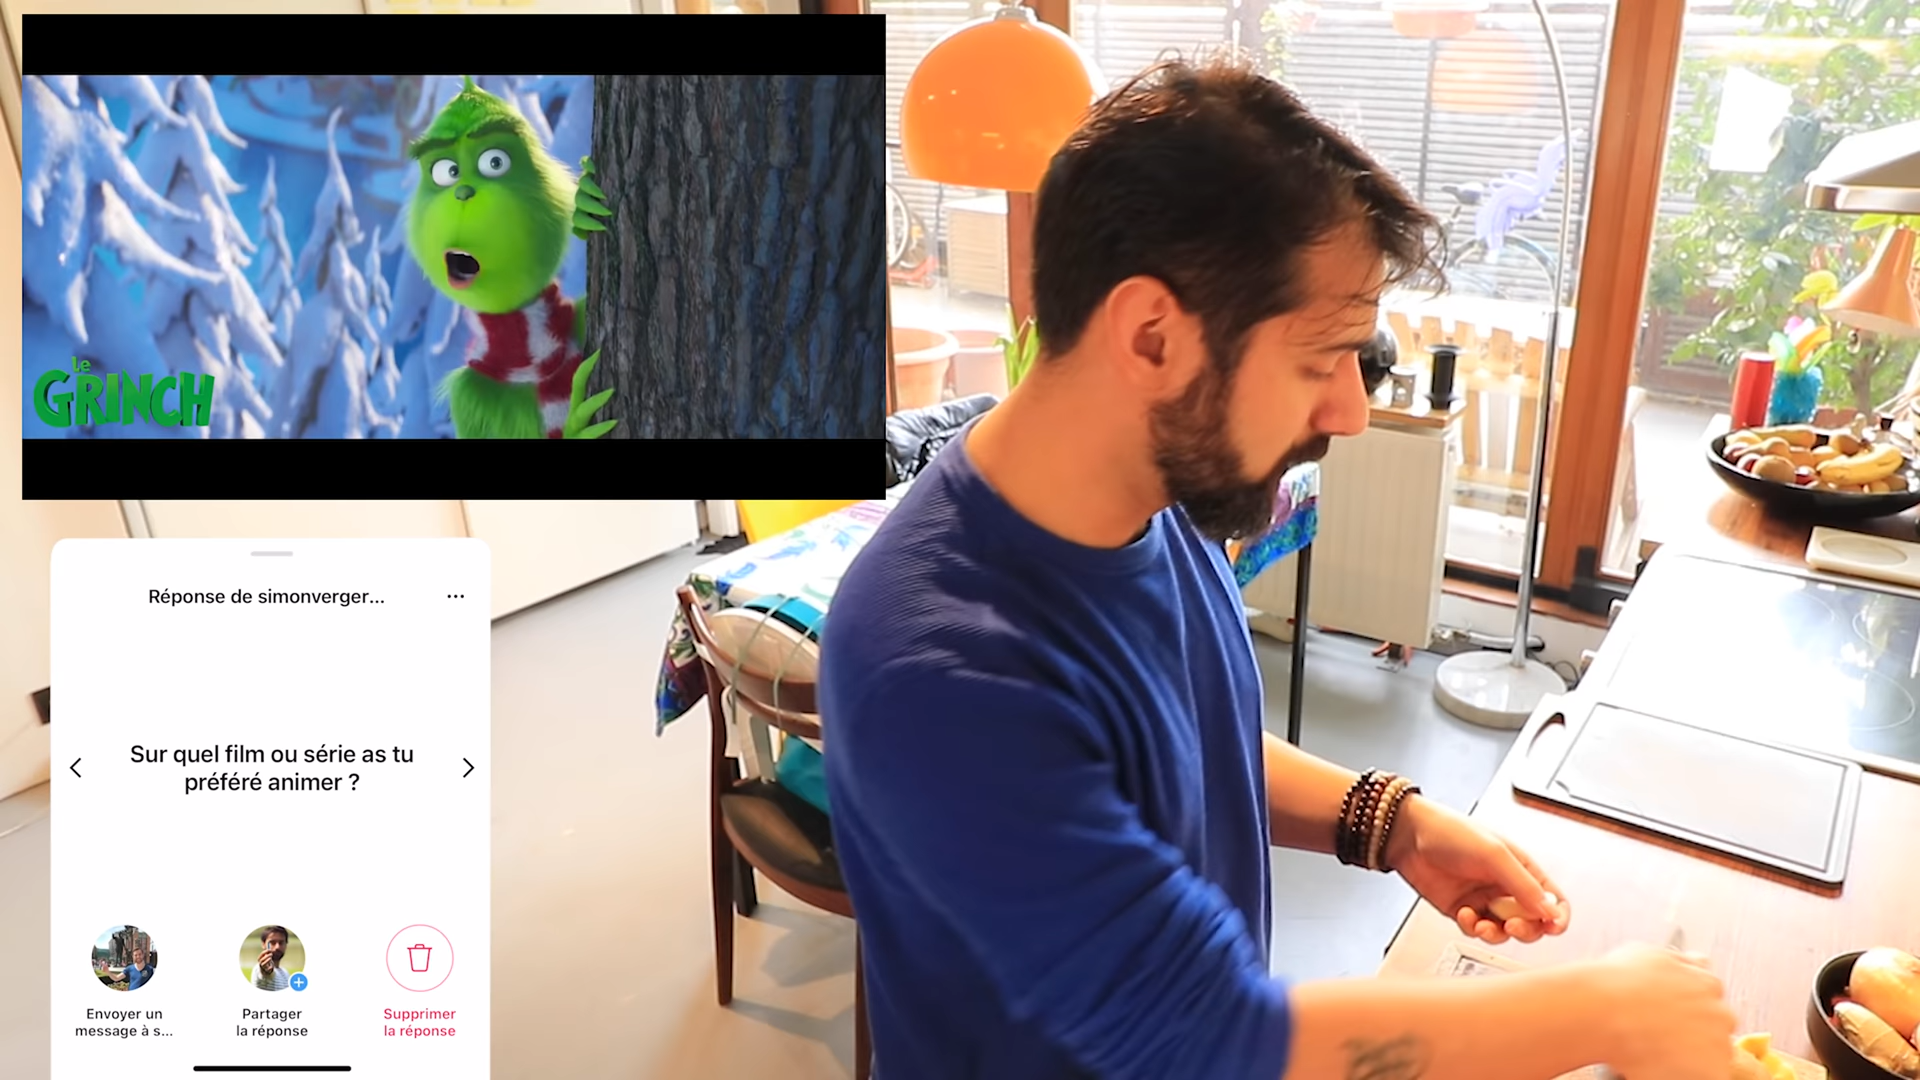 le
GRINCH
Réponse de simonverger...
Sur quel film ou série as tu
préféré animer ?
Envoyer un
message à s...
Partager
la réponse
Supprimer
la réponse